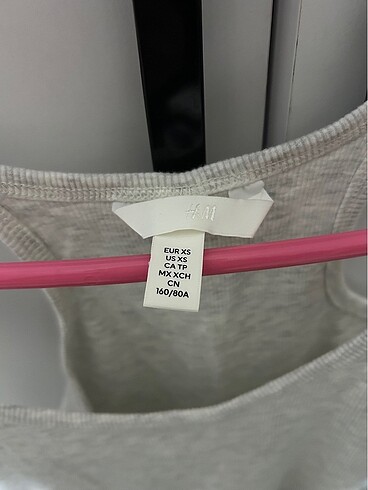 H&M
EUR XS
US XS
CA TP
MX XCH
CN
160/80A